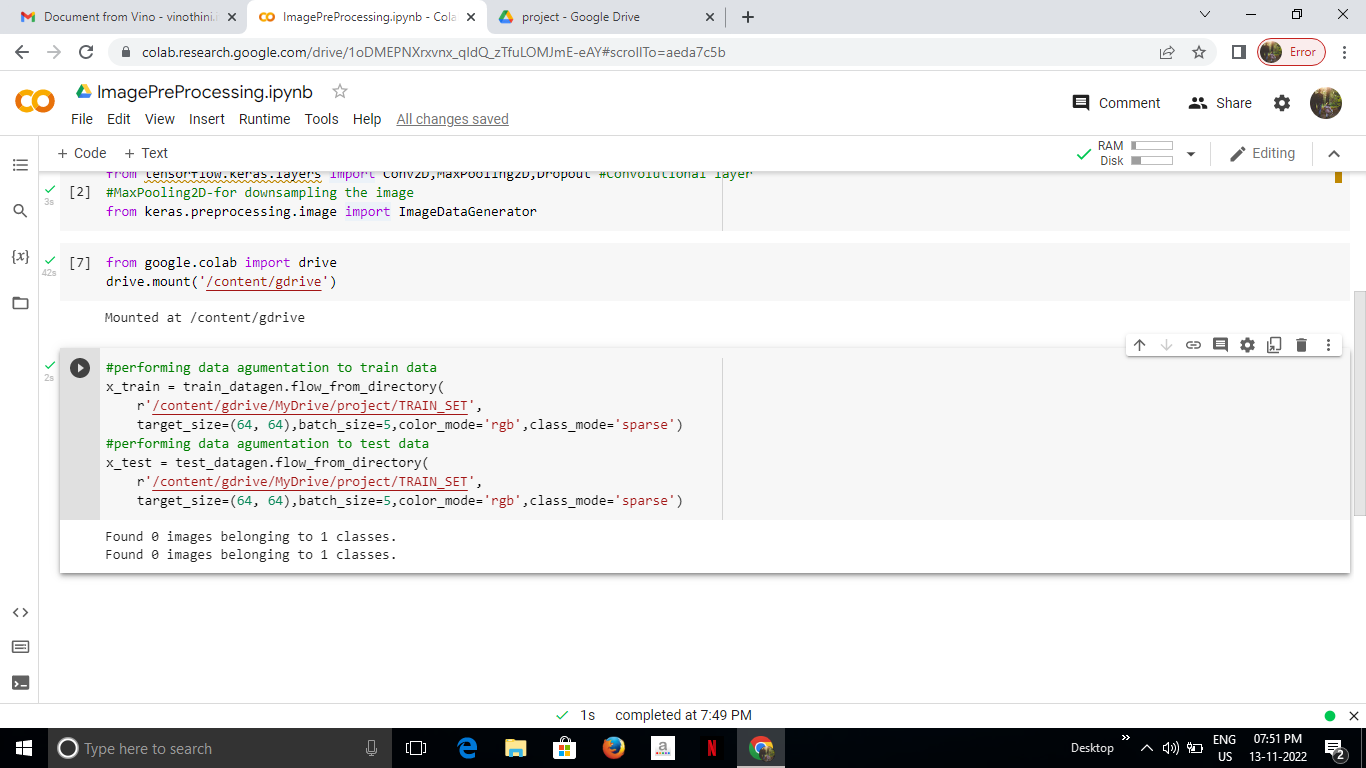 Document from Vino - vinothini.
ImagePreProcessing.ipynb - Cola
project - Google Drive
colab.research.google.com/drive/1oDMEPNXrxvnx_qIdQ_zTfuLOMJmE-eAY#scrollTo=aeda7c5b
Error
ImagePreProcessing.ipynb
Comment
Share
File Edit View Insert Runtime Tools Help All changes saved
+ Code + Text
RAM
Disk
Editing
from tensorflow.keras.layers import Conv2D,MaxPooling2D,Dropout #Convolutional layer
[2] #MaxPooling2D-for downsampling the image
3s
from keras.preprocessing.image import ImageDataGenerator
{x}
[7] from google.colab import drive
42s
drive.mount('/content/gdrive')
Mounted at /content/gdrive
2s
#performing data agumentation to train data
x_train = train_datagen.flow_from_directory(
r'/content/gdrive/MyDrive/project/TRAIN_SET',
target_size=(64, 64),batch_size=5,color_mode='rgb',class_mode='sparse')
#performing data agumentation to test data
x_test = test_datagen.flow_from_directory(
r'/content/gdrive/MyDrive/project/TRAIN_SET',
target_size=(64, 64),batch_size=5,color_mode='rgb',class_mode='sparse')
Found 0 images belonging to 1 classes.
Found 0 images belonging to 1 classes.
1s completed at 7:49 PM
Type here to search
Desktop
ENG
US
07:51 PM
13-11-2022
2